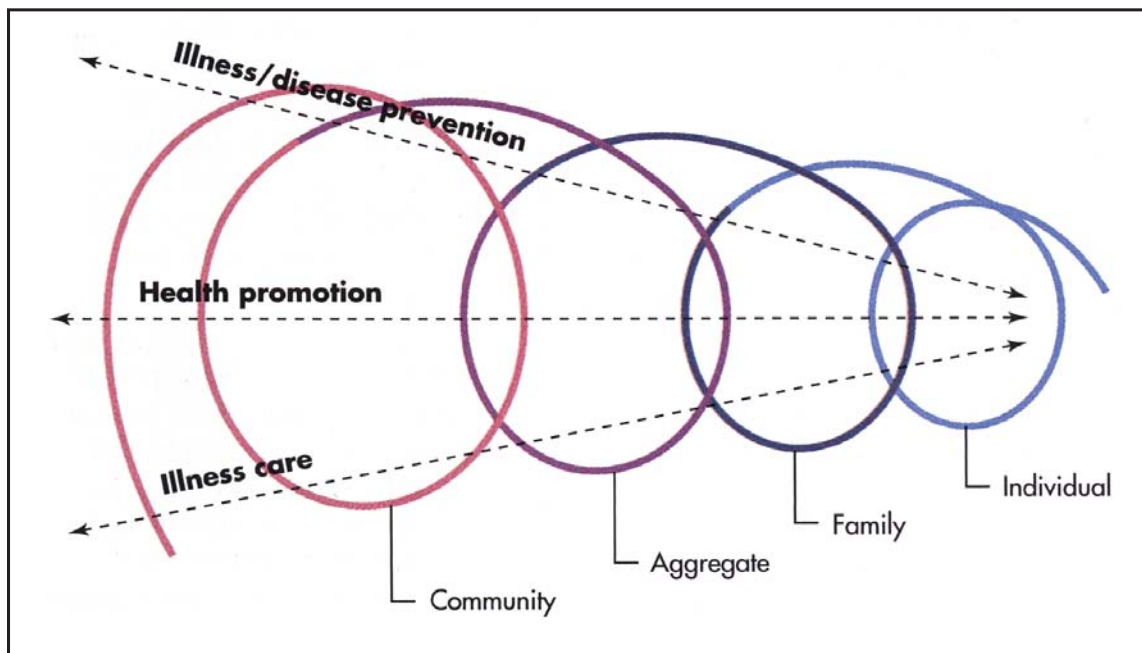 Illness/disease prevention
Health promotion
Illness care
Individual
Family
Aggregate
Community